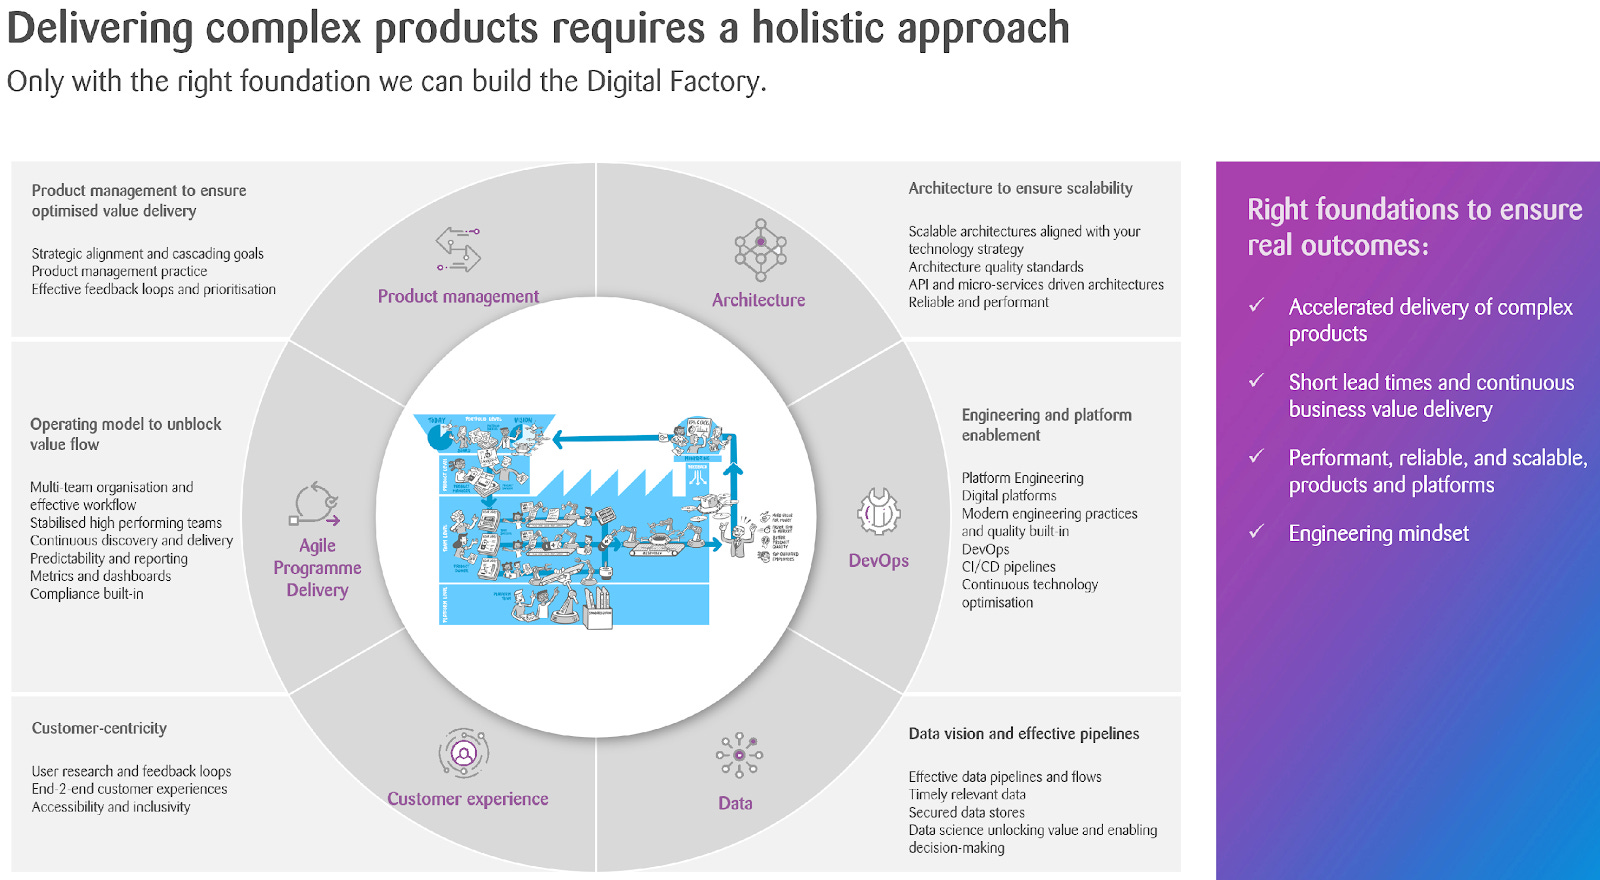 Delivering complex products requires a holistic approach
Only with the right foundation we can build the Digital Factory.
Product management to ensure
optimised value delivery
Strategic alignment and cascading goals
Product management practice
Effective feedback loops and prioritisation
Product management
Architecture
Architecture to ensure scalability
Scalable architectures aligned with your
technology strategy
Architecture quality standards
API and micro-services driven architectures
Reliable and performant
Operating model to unblock
value flow
Multi-team organisation and
effective workflow
Stabilised high performing teams
Continuous discovery and delivery
Predictability and reporting
Metrics and dashboards
Compliance built-in
Agile
Programme
Delivery
TODAY
PORTFOLIO LEVEL
VISION
DevOps
Engineering and platform
enablement
Platform Engineering
Digital platforms
Modern engineering practices
and quality built-in
DevOps
CI/CD pipelines
Continuous technology
optimisation
Customer-centricity
User research and feedback loops
End-2-end customer experiences
Accessibility and inclusivity
Customer experience
Data
Data vision and effective pipelines
Effective data pipelines and flows
Timely relevant data
Secured data stores
Data science unlocking value and enabling
decision-making
Right foundations to ensure
real outcomes:
✓ Accelerated delivery of complex
products
✓ Short lead times and continuous
business value delivery
✓ Performant, reliable, and scalable,
products and platforms
✓ Engineering mindset